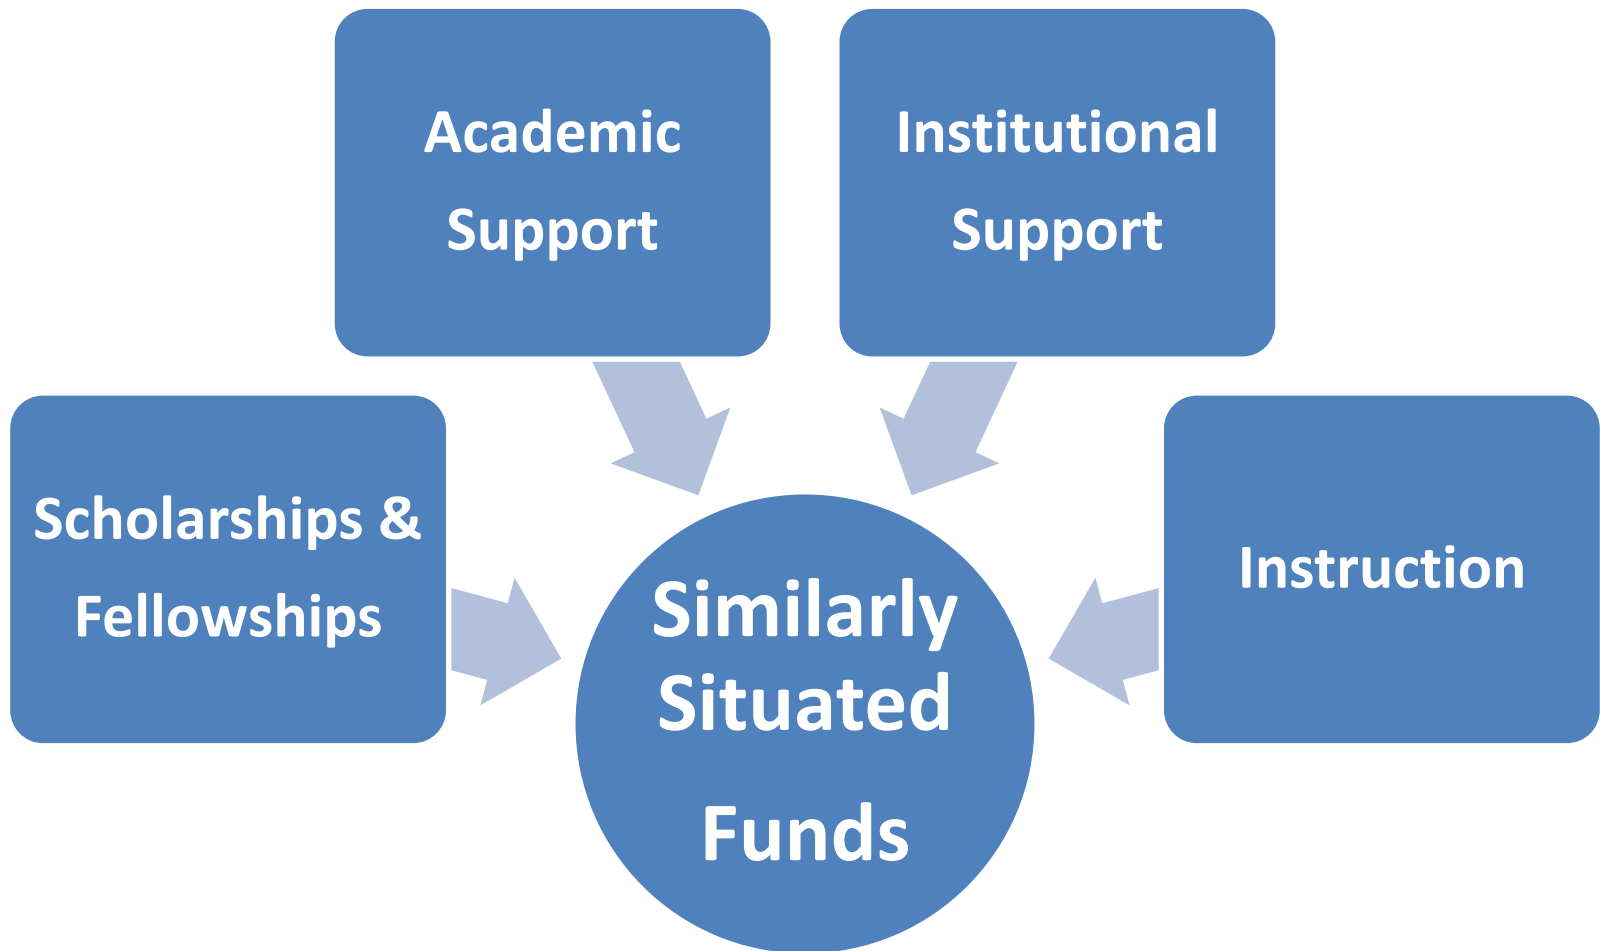 Academic
Support
Institutional
Support
Scholarships &
Fellowships
Instruction
Similarly
Situated
Funds